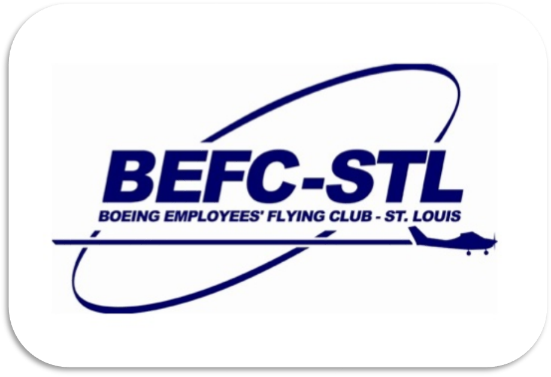 BEFC-STL
BOEING EMPLOYEES' FLYING CLUB - ST. LOUIS